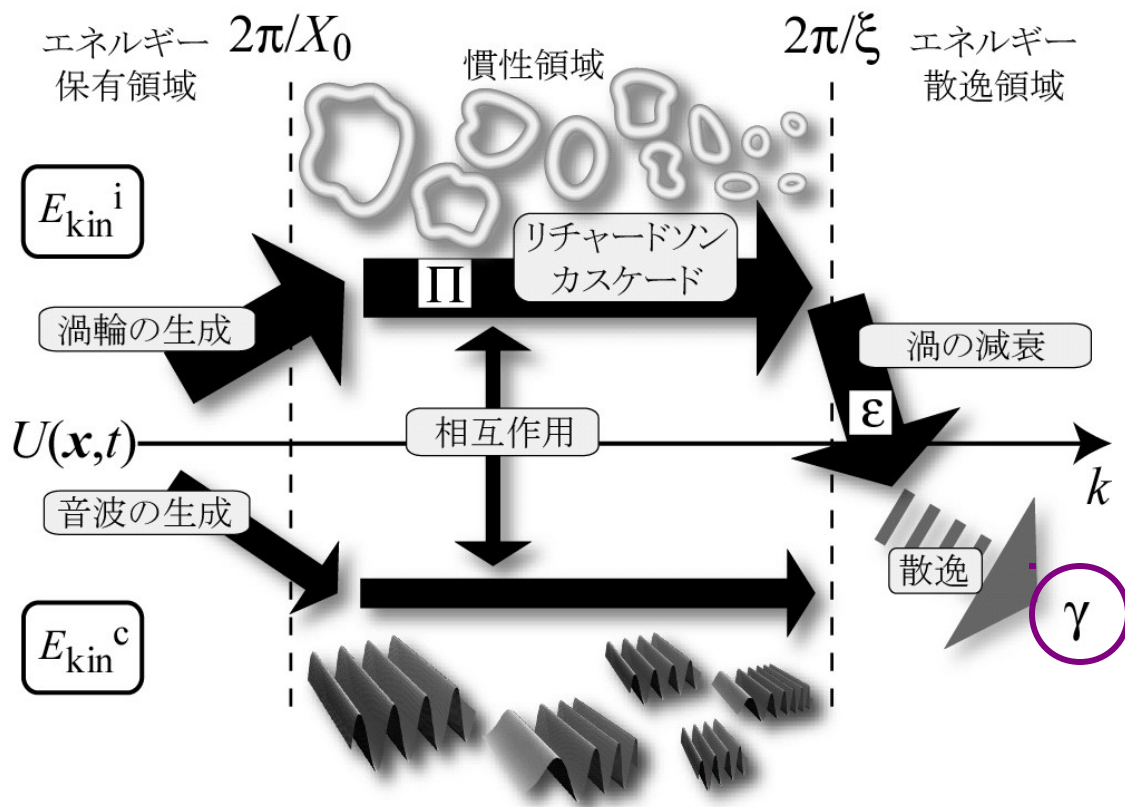 エネルギー
保有領域
2π/X₀
慣性領域
2π/ξ
エネルギー
散逸領域
E_kin^i
リチャードソン
カスケード
Π
渦輪の生成
渦の減衰
ε
相互作用
U(x,t)
k
音波の生成
散逸
γ
E_kin^c